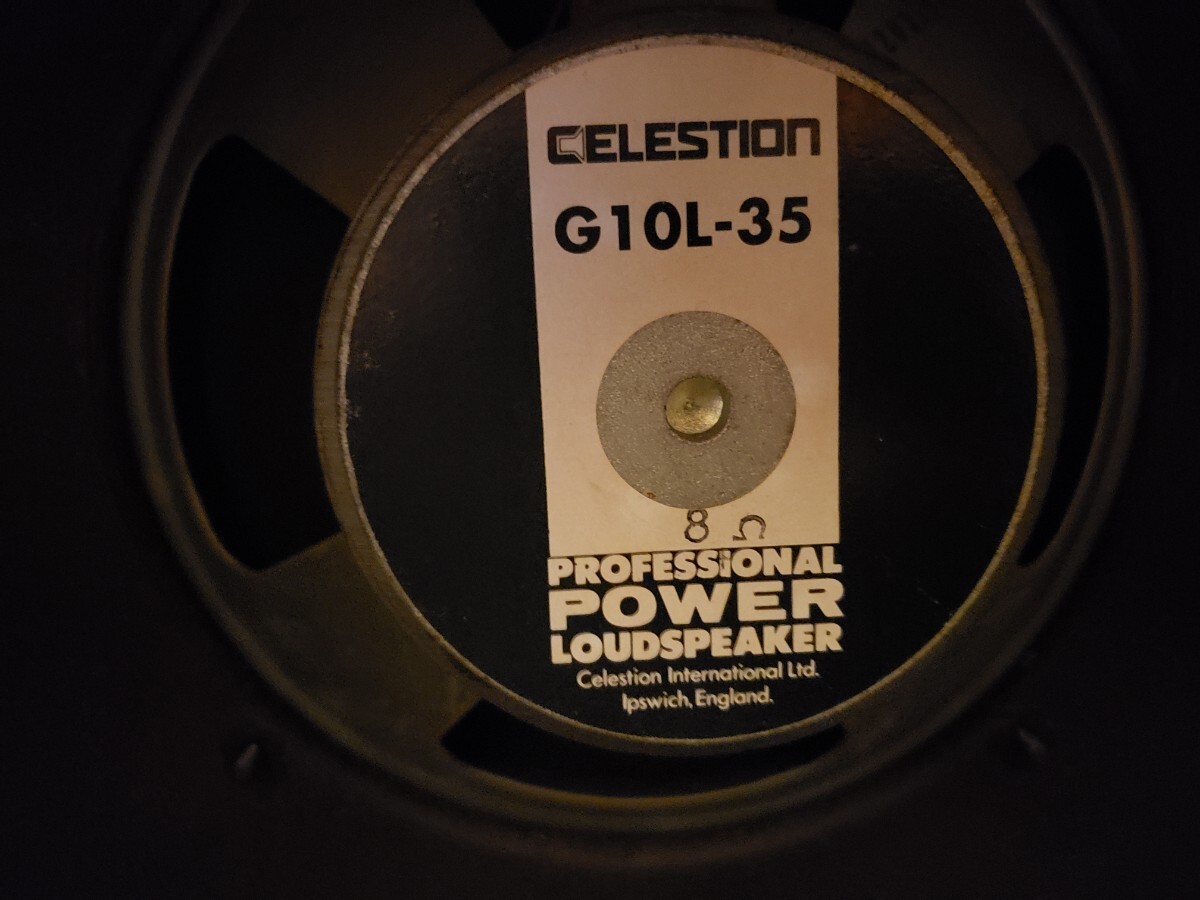 CELESTION
G10L-35
8 Ω
PROFESSIONAL
POWER
LOUDSPEAKER
Celestion International Ltd.
Ipswich, England.